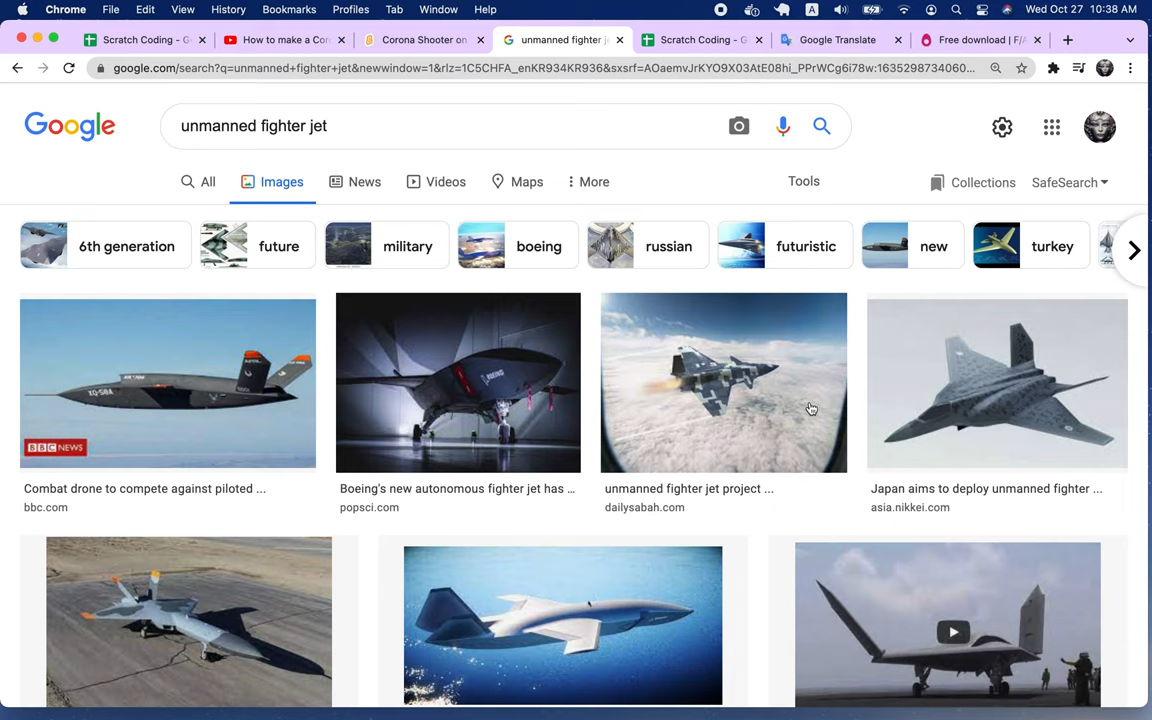 Chrome File Edit View History Bookmarks Profiles Tab Window Help A Wed Oct 27 10:38 AM
Scratch Coding - G
How to make a Cor
Corona Shooter on
unmanned fighter je
Scratch Coding - G
Google Translate
Free download | F/A
google.com/search?q=unmanned+fighter+jet&newwindow=1&rlz=1C5CHFA_enKR934KR936&sxsrf=AOaemvJrKYO9X03AtE08hi_PPrWCg6i78w:1635298734060...
Google
unmanned fighter jet
All Images News Videos Maps More Tools Collections SafeSearch
6th generation future military boeing russian futuristic new turkey
XQ-58A
BOEING
BBC NEWS
Combat drone to compete against piloted ...
bbc.com
Boeing's new autonomous fighter jet has ...
popsci.com
unmanned fighter jet project ...
dailysabah.com
Japan aims to deploy unmanned fighter ...
asia.nikkei.com